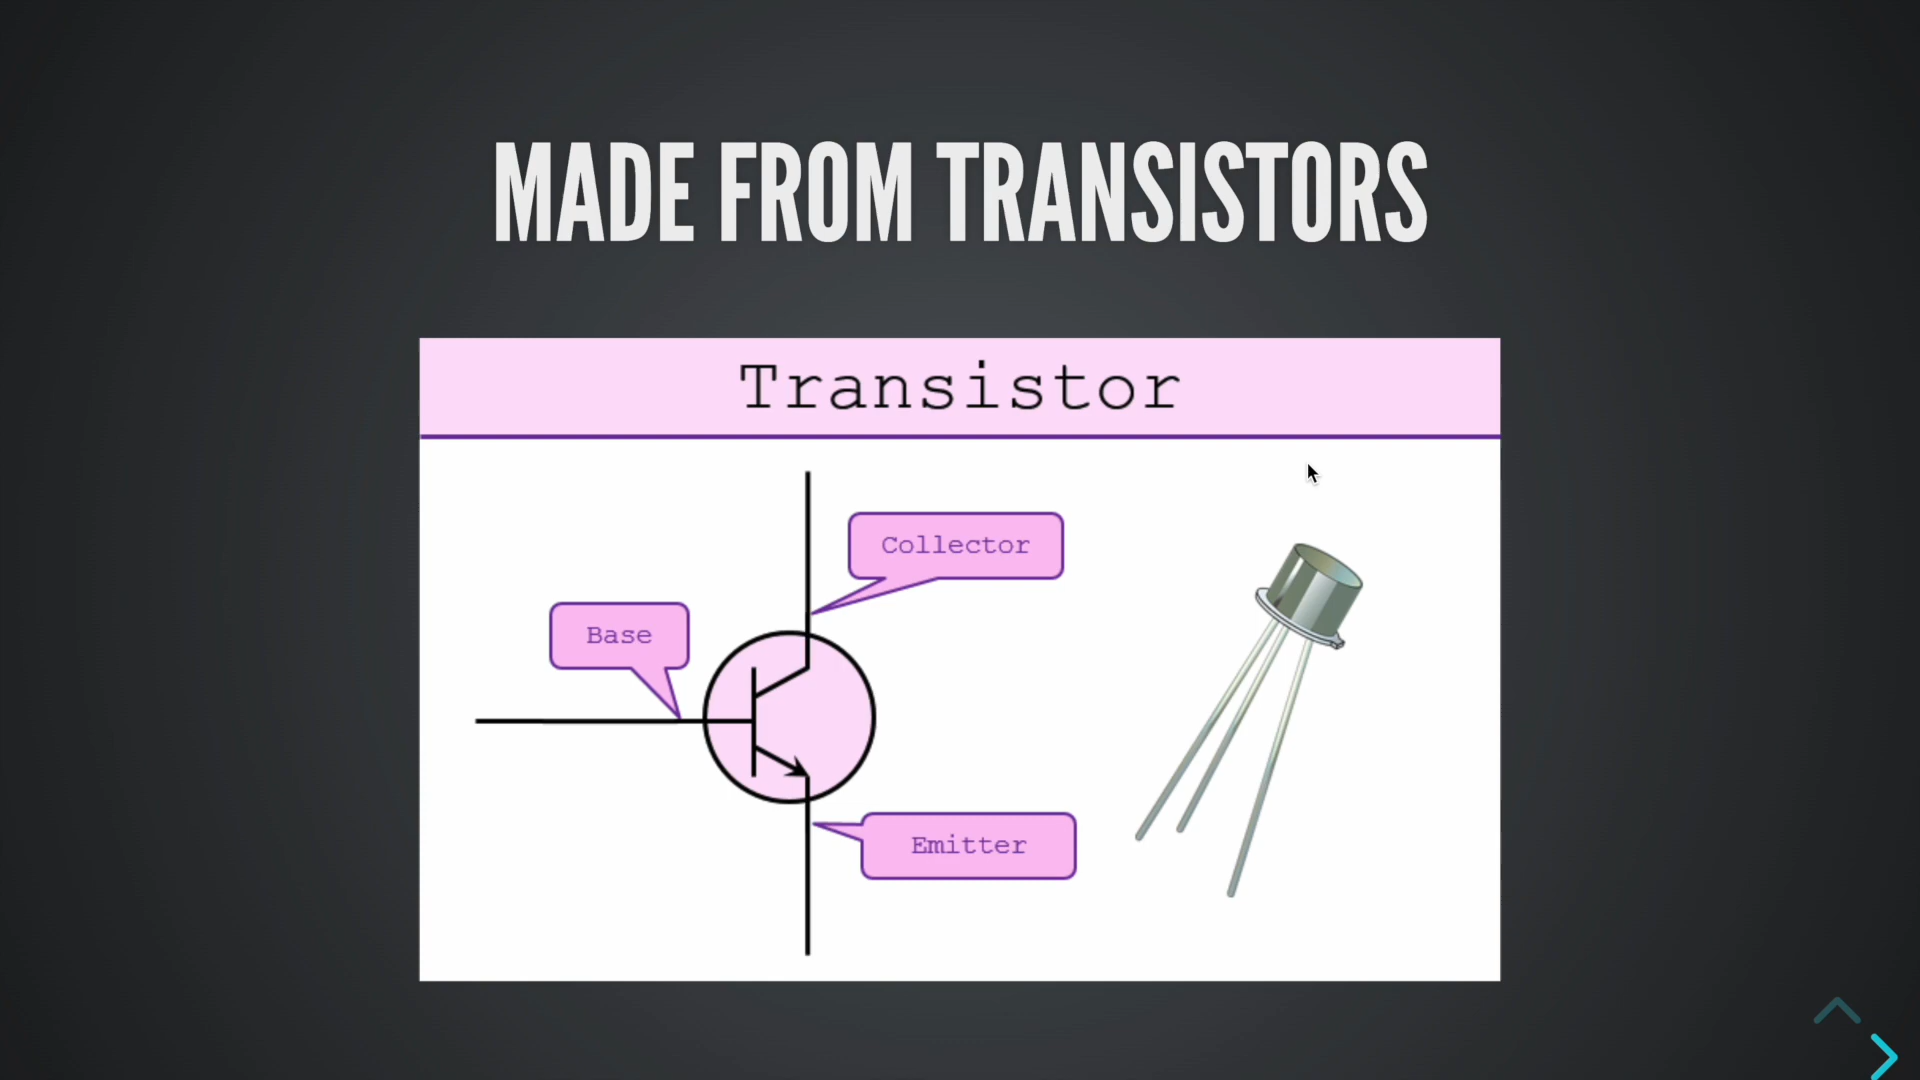 MADE FROM TRANSISTORS
Transistor
Collector
Base
Emitter